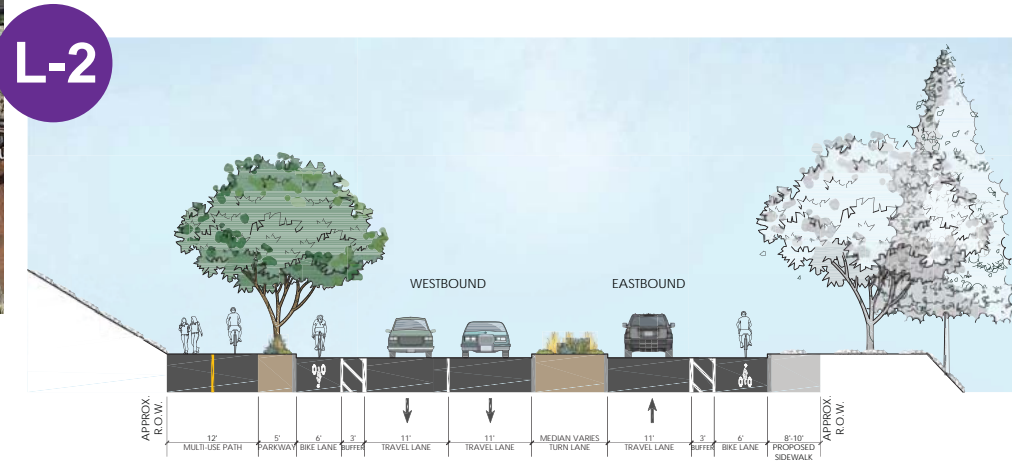 L-2
WESTBOUND
EASTBOUND
APPROX.
R.O.W.
12'
MULTI-USE PATH
5'
PARKWAY
6'
BIKE LANE
3'
BUFFER
11'
TRAVEL LANE
11'
TRAVEL LANE
MEDIAN VARIES
TURN LANE
11'
TRAVEL LANE
3'
BUFFER
6'
BIKE LANE
8'-10'
PROPOSED
SIDEWALK
APPROX.
R.O.W.